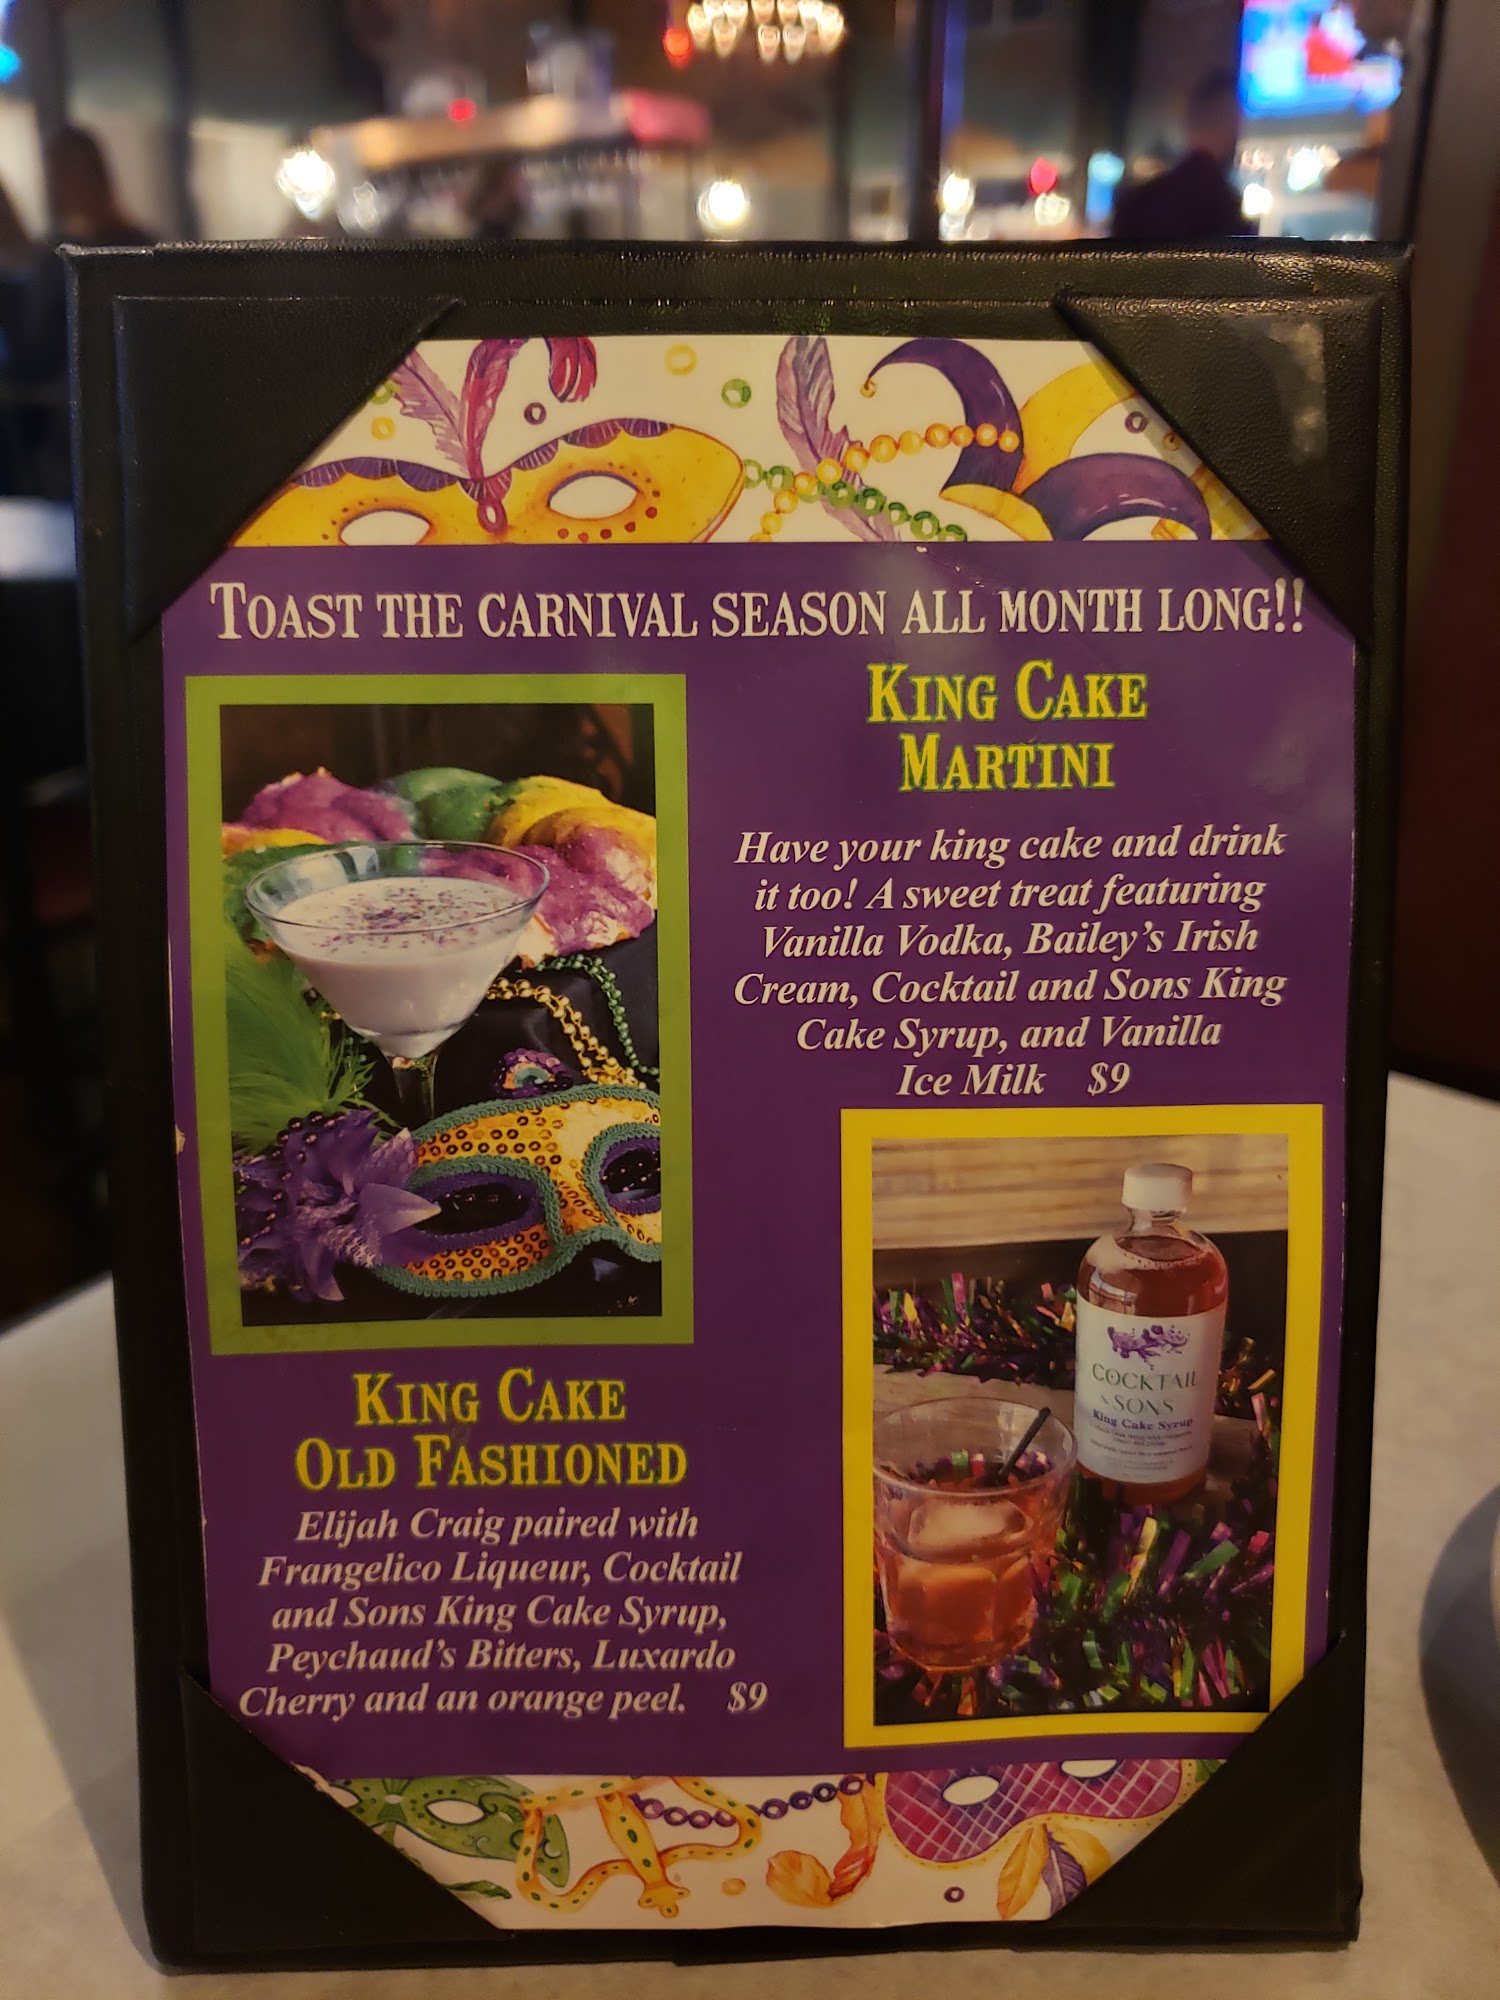 TOAST THE CARNIVAL SEASON ALL MONTH LONG!!
KING CAKE
MARTINI
Have your king cake and drink
it too! A sweet treat featuring
Vanilla Vodka, Bailey's Irish
Cream, Cocktail and Sons King
Cake Syrup, and Vanilla
Ice Milk $9
COCKTAIL
& SONS
King Cake Syrup
KING CAKE
OLD FASHIONED
Elijah Craig paired with
Frangelico Liqueur, Cocktail
and Sons King Cake Syrup,
Peychaud's Bitters, Luxardo
Cherry and an orange peel. $9